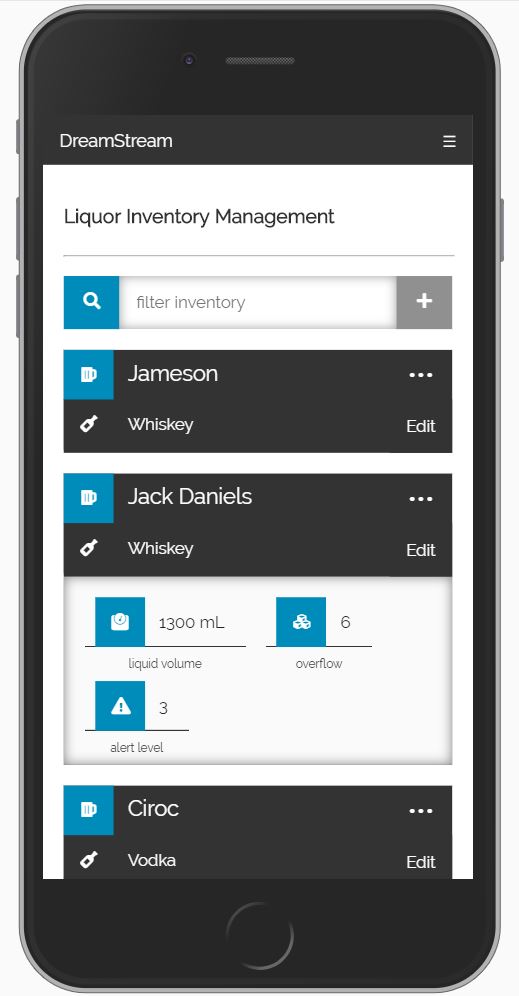 DreamStream
Liquor Inventory Management
filter inventory
Jameson
Whiskey Edit
Jack Daniels
Whiskey Edit
1300 mL 6
liquid volume overflow
3
alert level
Ciroc
Vodka Edit